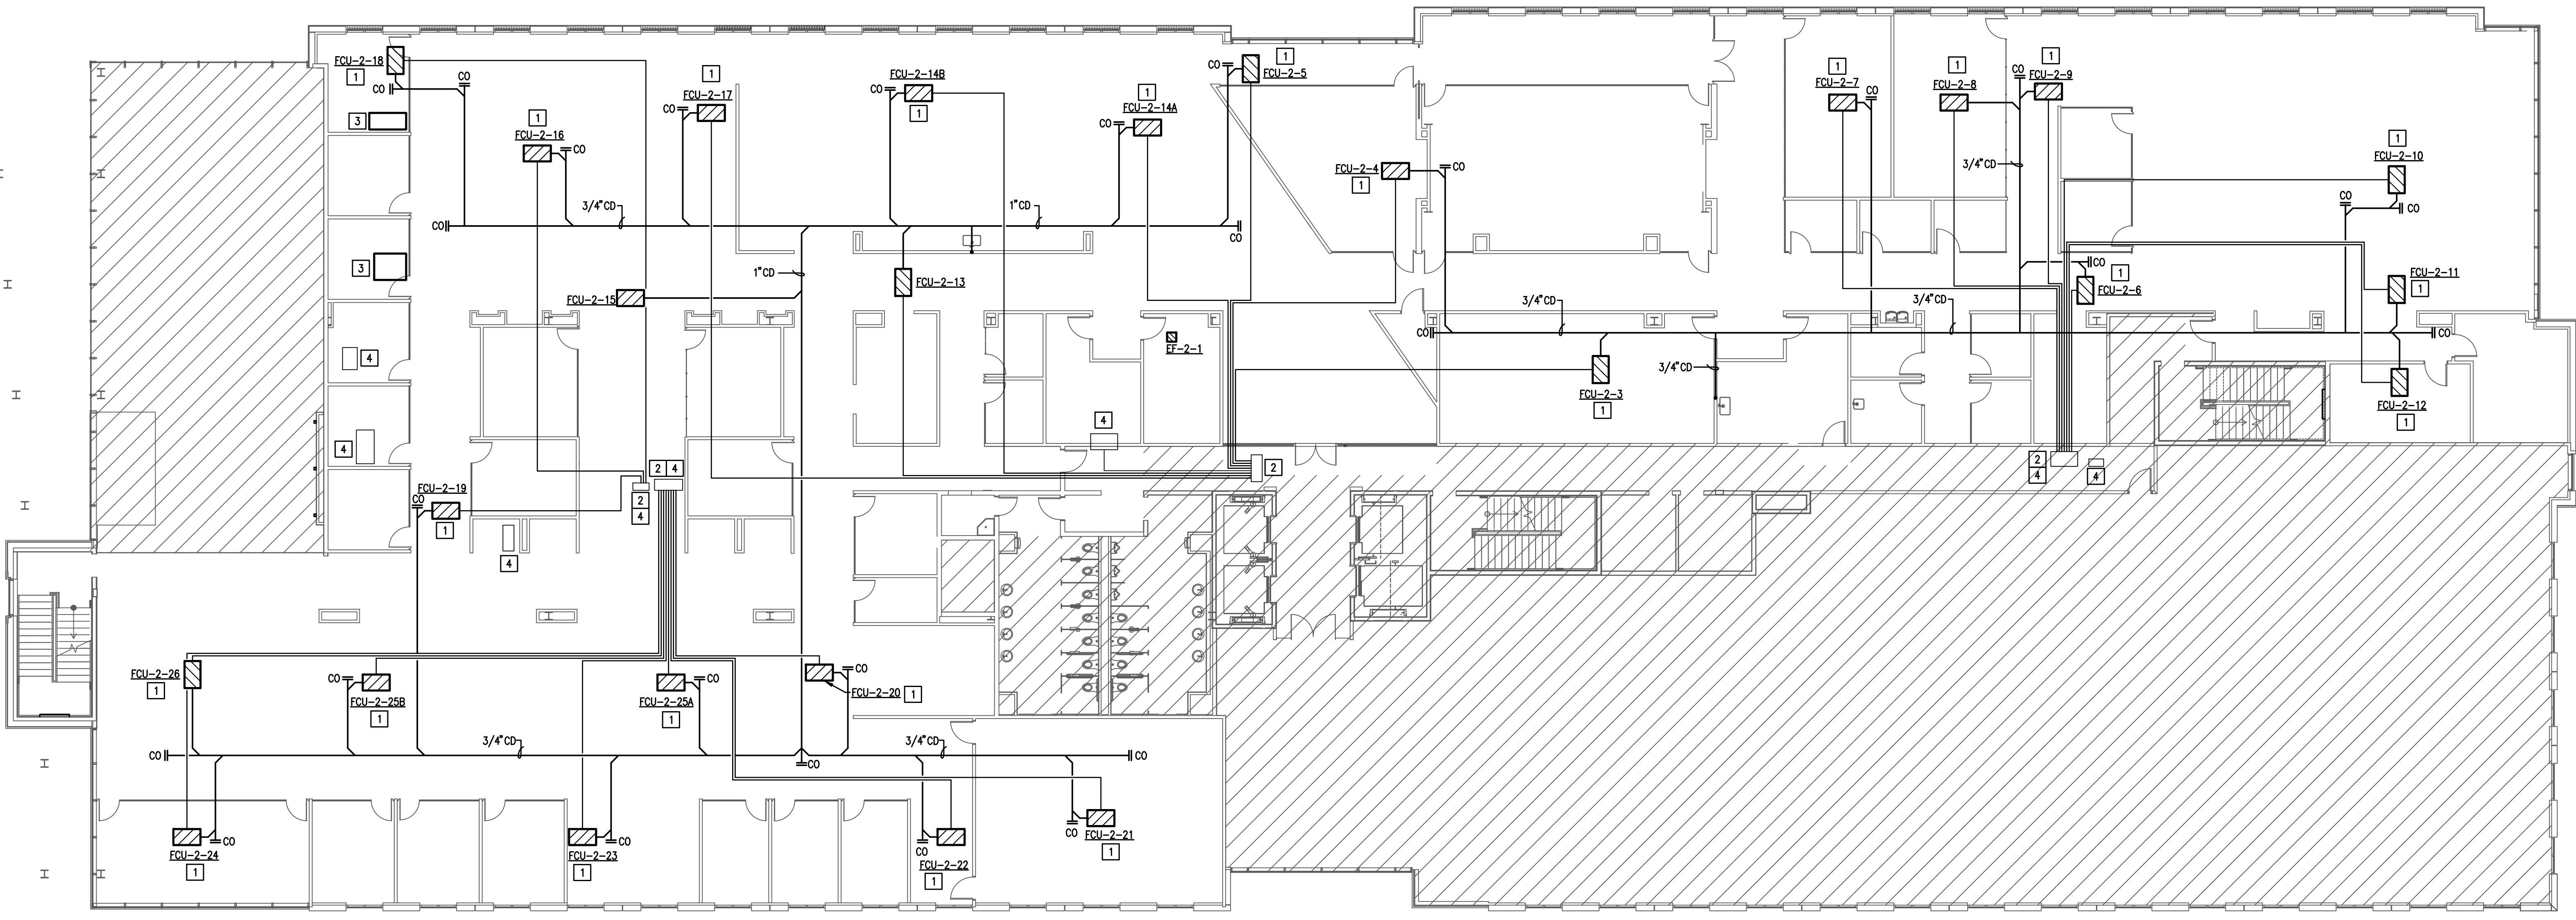 FCU-2-18
1
CO
CO
3
1
FCU-2-16
CO
1
FCU-2-17
CO
FCU-2-14B
CO
1
1
FCU-2-14A
CO
CO
1
FCU-2-5
FCU-2-4
1
CO
1
FCU-2-7
CO
1
FCU-2-8
CO
1
FCU-2-9
3/4"CD
1
FCU-2-10
CO
CO
3/4"CD
1"CD
CO
CO
3
1"CD
FCU-2-15
FCU-2-13
CO
1
FCU-2-6
FCU-2-11
1
3/4"CD
3/4"CD
CO
CO
EF-2-1
4
3/4"CD
FCU-2-3
1
FCU-2-12
1
4
4
2
4
2
2
4
4
FCU-2-19
CO
1
2
4
4
FCU-2-26
1
CO
FCU-2-25B
1
CO
FCU-2-25A
1
CO
FCU-2-20
1
CO
3/4"CD
3/4"CD
CO
CO
CO
FCU-2-24
1
CO
FCU-2-23
1
CO
CO
FCU-2-22
1
CO
FCU-2-21
1